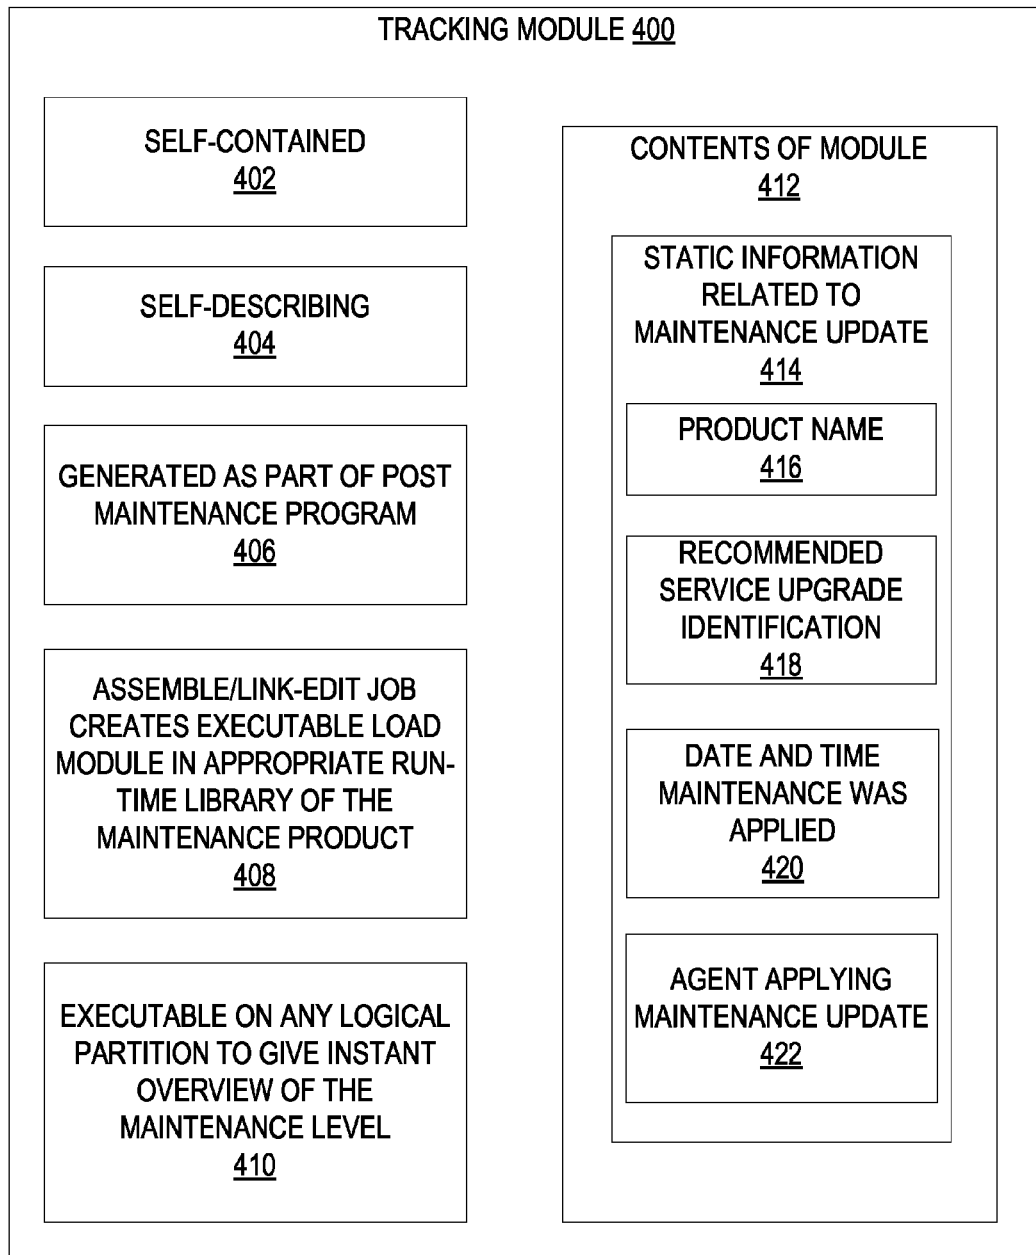 TRACKING MODULE 400
SELF-CONTAINED
402
SELF-DESCRIBING
404
GENERATED AS PART OF POST
MAINTENANCE PROGRAM
406
ASSEMBLE/LINK-EDIT JOB
CREATES EXECUTABLE LOAD
MODULE IN APPROPRIATE RUN-
TIME LIBRARY OF THE
MAINTENANCE PRODUCT
408
EXECUTABLE ON ANY LOGICAL
PARTITION TO GIVE INSTANT
OVERVIEW OF THE
MAINTENANCE LEVEL
410
CONTENTS OF MODULE
412
STATIC INFORMATION
RELATED TO
MAINTENANCE UPDATE
414
PRODUCT NAME
416
RECOMMENDED
SERVICE UPGRADE
IDENTIFICATION
418
DATE AND TIME
MAINTENANCE WAS
APPLIED
420
AGENT APPLYING
MAINTENANCE UPDATE
422